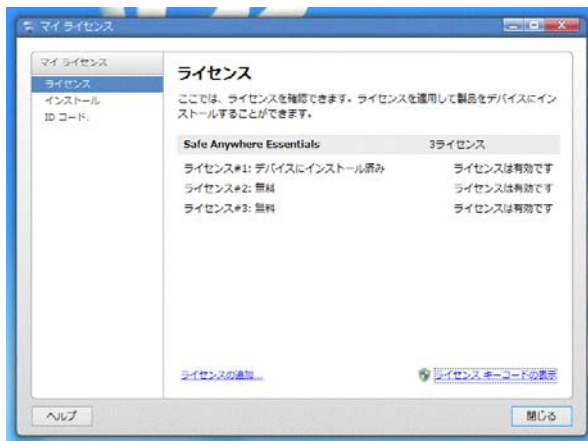 マイ ライセンス
マイ ライセンス
ライセンス
インストール
ID コード:
ライセンス
ここでは、ライセンスを確認できます。ライセンスを適用して製品をデバイスにイン
ストールすることができます。
Safe Anywhere Essentials 3ライセンス
ライセンス#1: デバイスにインストール済み ライセンスは有効です
ライセンス#2: 無料 ライセンスは有効です
ライセンス#3: 無料 ライセンスは有効です
ライセンスの追加... ライセンス キーコードの表示
ヘルプ 閉じる